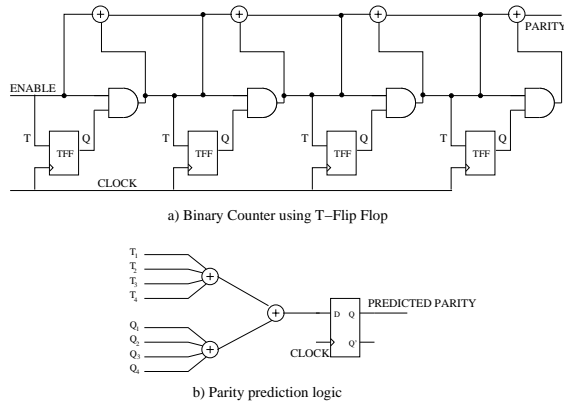 PARITY
ENABLE
T Q T Q T Q T Q
TFF TFF TFF TFF
CLOCK
a) Binary Counter using T–Flip Flop
T1
T2
T3
T4
D Q PREDICTED PARITY
Q1
Q2
Q3
Q4
CLOCK Q'
b) Parity prediction logic